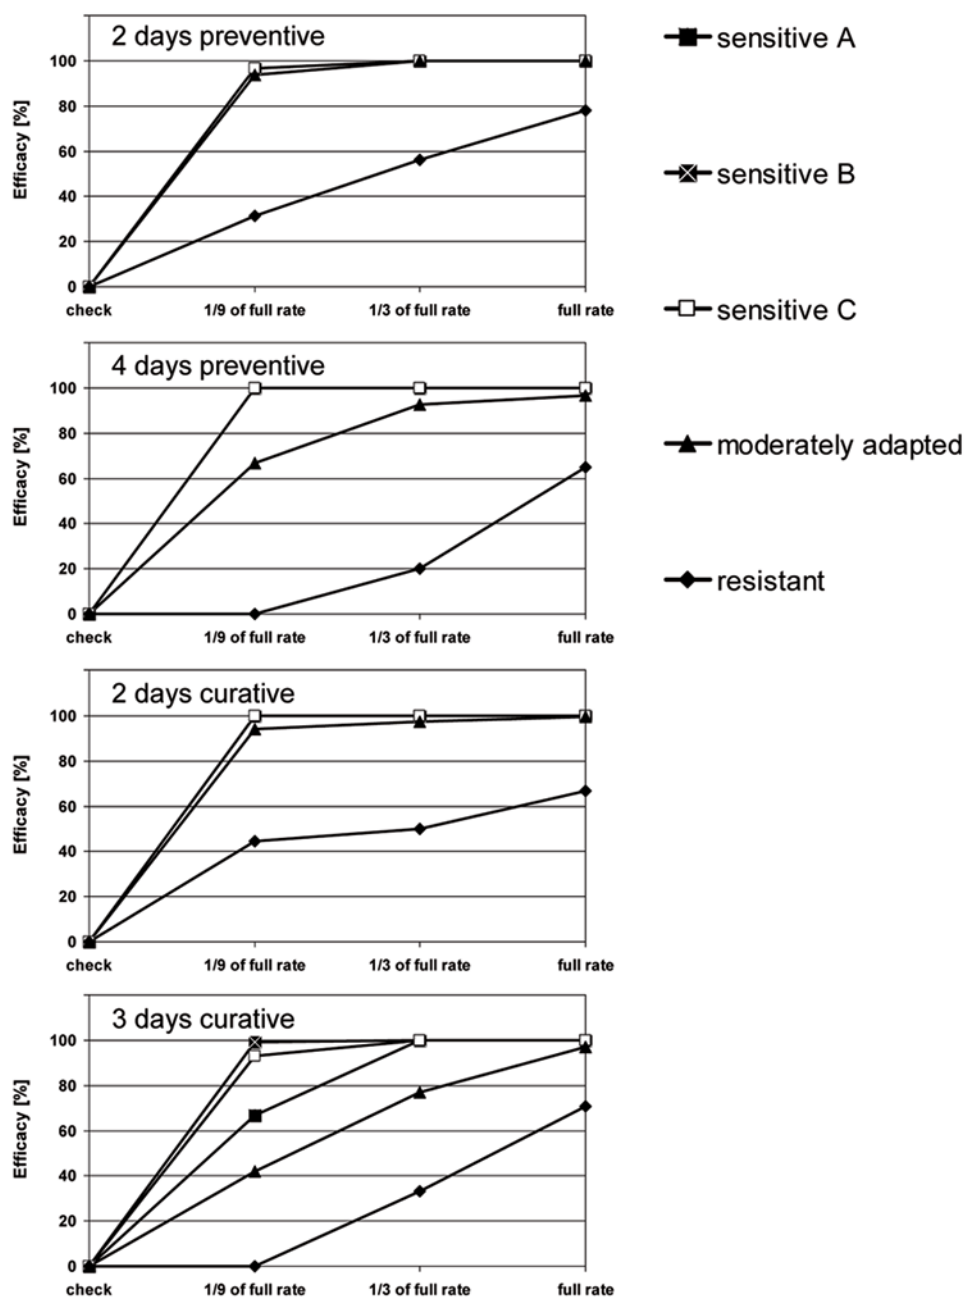 2 days preventive
Efficacy [%]
100
80
60
40
20
0
check 1/9 of full rate 1/3 of full rate full rate
4 days preventive
Efficacy [%]
100
80
60
40
20
0
check 1/9 of full rate 1/3 of full rate full rate
2 days curative
Efficacy [%]
100
80
60
40
20
0
check 1/9 of full rate 1/3 of full rate full rate
3 days curative
Efficacy [%]
100
80
60
40
20
0
check 1/9 of full rate 1/3 of full rate full rate
sensitive A
sensitive B
sensitive C
moderately adapted
resistant